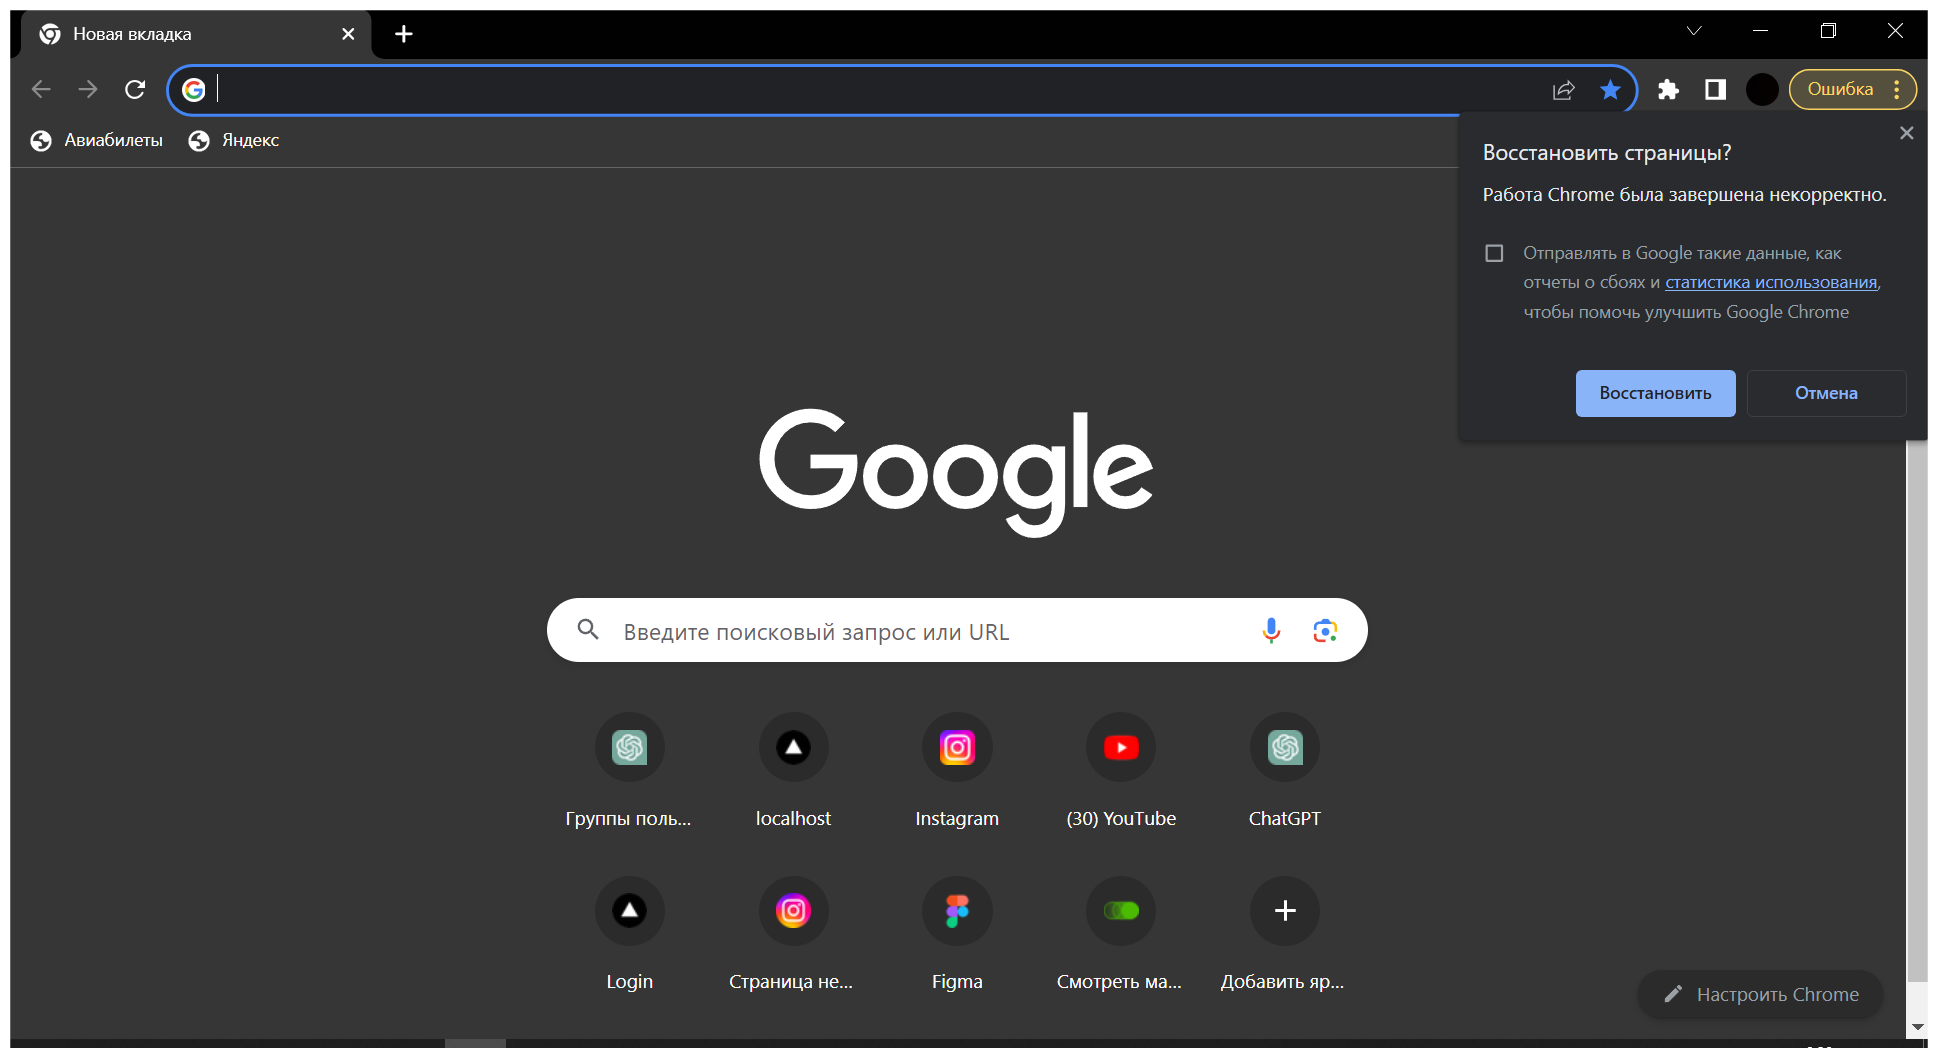 Новая вкладка
Ошибка
Авиабилеты
Яндекс
Восстановить страницы?
Работа Chrome была завершена некорректно.
Отправлять в Google такие данные, как
отчеты о сбоях и статистика использования,
чтобы помочь улучшить Google Chrome
Восстановить
Отмена
Google
Введите поисковый запрос или URL
Группы поль...
localhost
Instagram
(30) YouTube
ChatGPT
Login
Страница не...
Figma
Смотреть ма...
Добавить яр...
Настроить Chrome